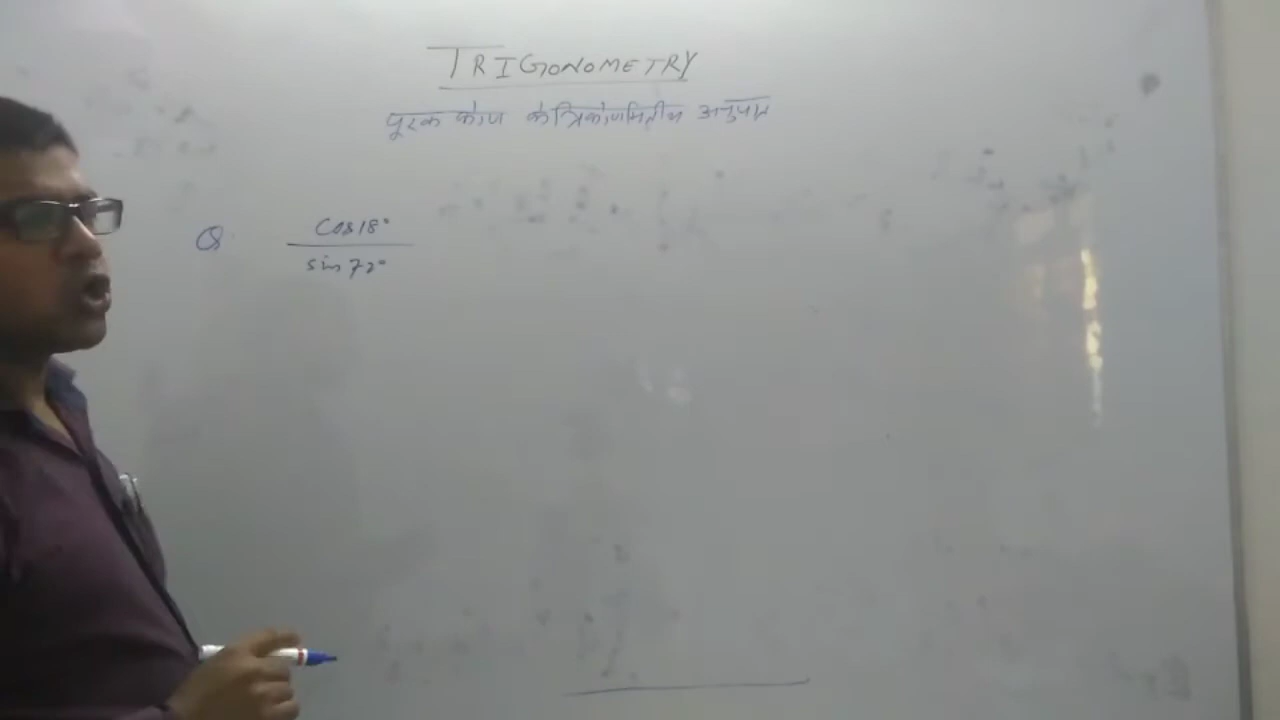 TRIGONOMETRY
पूरक कोण के त्रिकोणमितीय अनुपात
Q. cos 18°
sin 72°